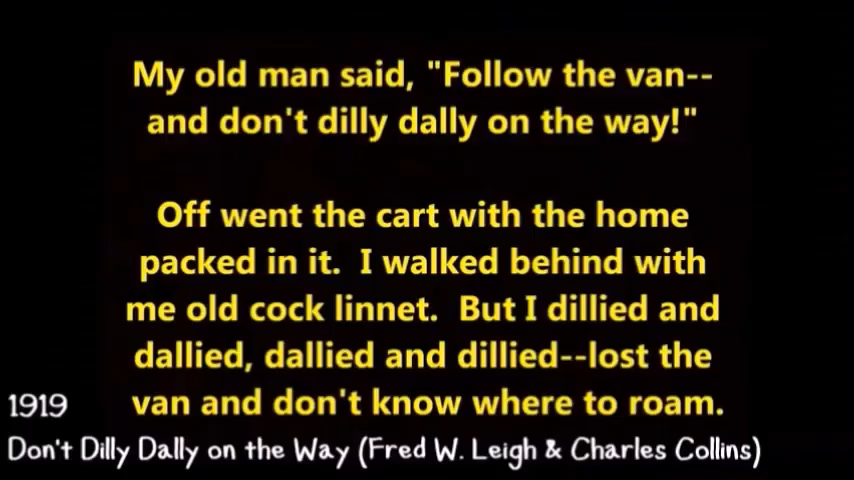 My old man said, "Follow the van--
and don't dilly dally on the way!"
Off went the cart with the home
packed in it.  I walked behind with
me old cock linnet.  But I dillied and
dallied, dallied and dillied--lost the
van and don't know where to roam.
1919
Don't Dilly Dally on the Way (Fred W. Leigh & Charles Collins)